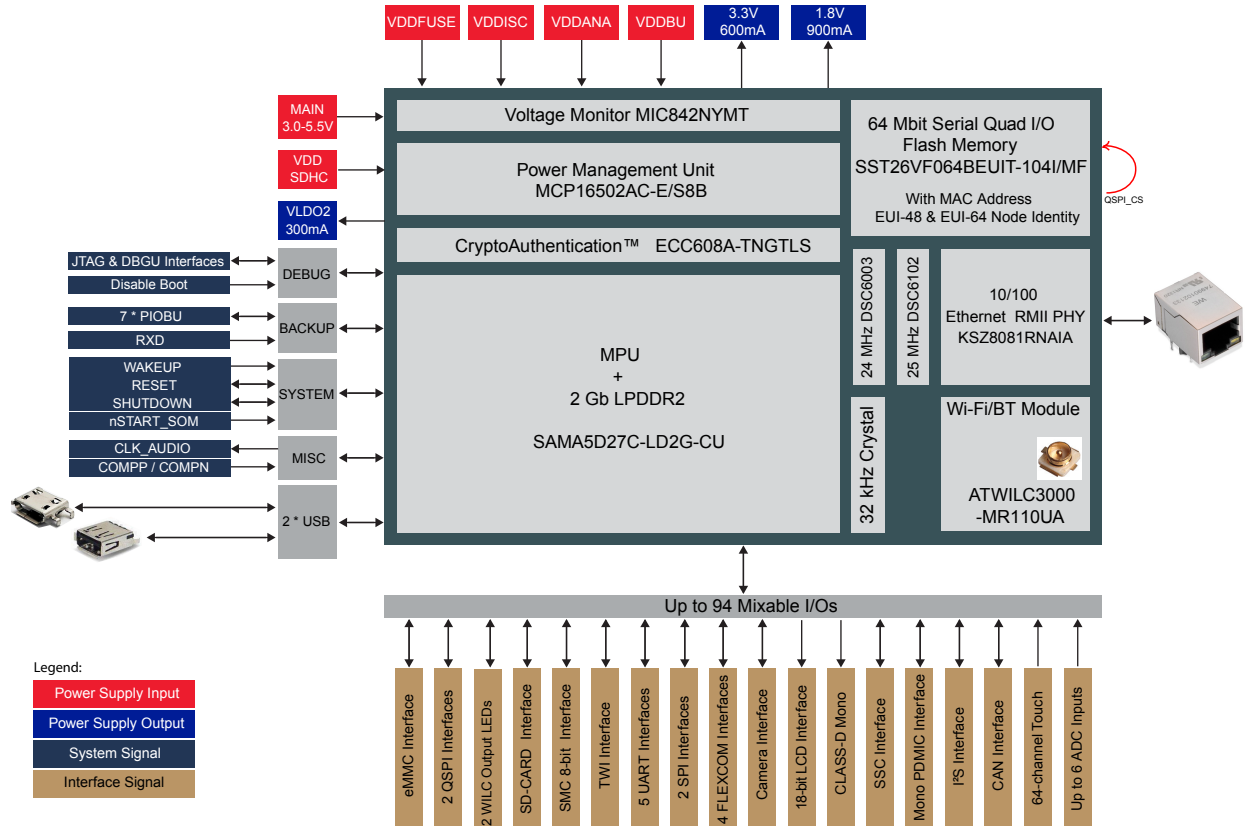 VDDFUSE
VDDISC
VDDANA
VDDBU
3.3V
600mA
1.8V
900mA
MAIN
3.0-5.5V
VDD
SDHC
VLDO2
300mA
Voltage Monitor MIC842NYMT
Power Management Unit
MCP16502AC-E/S8B
CryptoAuthentication™ ECC608A-TNGTLS
64 Mbit Serial Quad I/O
Flash Memory
SST26VF064BEUIT-104I/MF
With MAC Address
EUI-48 & EUI-64 Node Identity
QSPI_CS
JTAG & DBGU Interfaces
Disable Boot
DEBUG
7 * PIOBU
RXD
BACKUP
WAKEUP
RESET
SHUTDOWN
nSTART_SOM
SYSTEM
CLK_AUDIO
COMPP / COMPN
MISC
2 * USB
MPU
+
2 Gb LPDDR2
SAMA5D27C-LD2G-CU
24 MHz DSC6003
25 MHz DSC6102
32 kHz Crystal
10/100
Ethernet RMII PHY
KSZ8081RNAIA
Wi-Fi/BT Module
ATWILC3000
-MR110UA
Up to 94 Mixable I/Os
eMMC Interface
2 QSPI Interfaces
2 WILC Output LEDs
SD-CARD Interface
SMC 8-bit Interface
TWI Interface
5 UART Interfaces
2 SPI Interfaces
4 FLEXCOM Interfaces
Camera Interface
18-bit LCD Interface
CLASS-D Mono
SSC Interface
Mono PDMIC Interface
I²S Interface
CAN Interface
64-channel Touch
Up to 6 ADC Inputs
Legend:
Power Supply Input
Power Supply Output
System Signal
Interface Signal